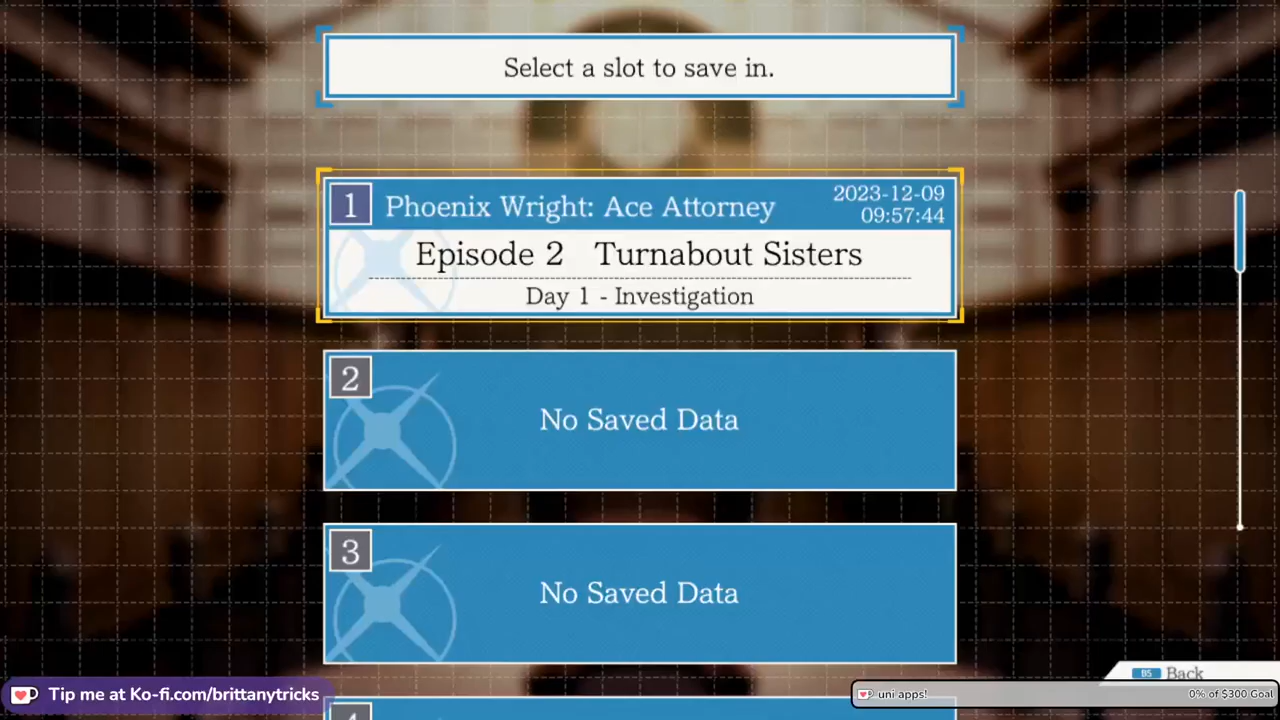 Select a slot to save in.
1 Phoenix Wright: Ace Attorney 2023-12-09
09:57:44
Episode 2 Turnabout Sisters
Day 1 - Investigation
2
No Saved Data
3
No Saved Data
BS Back
Tip me at Ko-fi.com/brittanytricks
uni apps! 0% of $300 Goal
4